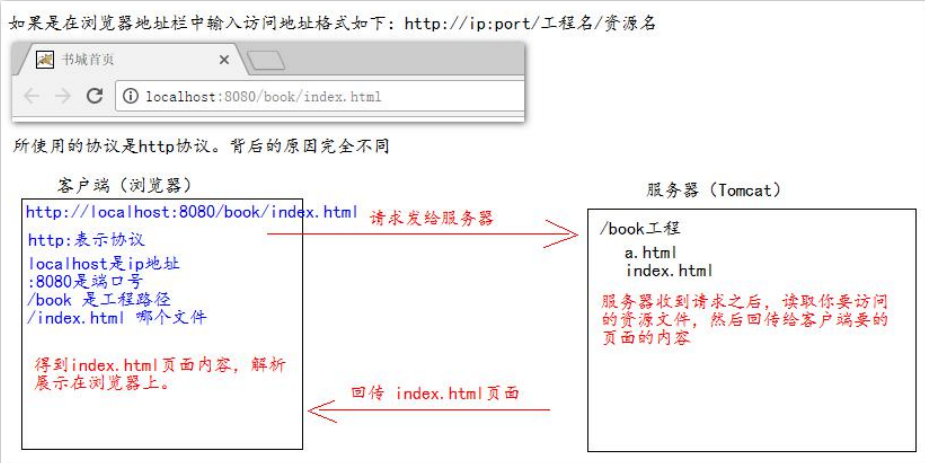 如果是在浏览器地址栏中输入访问地址格式如下：http://ip:port/工程名/资源名
书城首页
localhost:8080/book/index.html
所使用的协议是http协议。背后的原因完全不同
客户端（浏览器）
服务器（Tomcat）
http://localhost:8080/book/index.html
请求发给服务器
http:表示协议
localhost是ip地址
:8080是端口号
/book 是工程路径
/index.html 哪个文件
得到index.html页面内容，解析
展示在浏览器上。
/book工程
a.html
index.html
服务器收到请求之后，读取你要访问
的资源文件，然后回传给客户端要的
页面的内容
回传 index.html页面